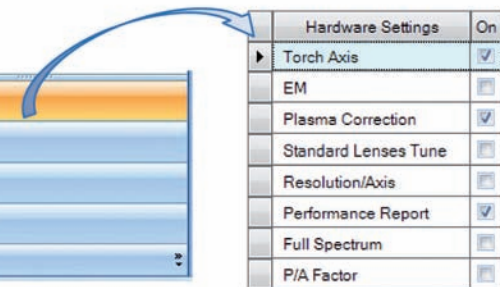 Hardware Settings On
Torch Axis
EM
Plasma Correction
Standard Lenses Tune
Resolution/Axis
Performance Report
Full Spectrum
P/A Factor